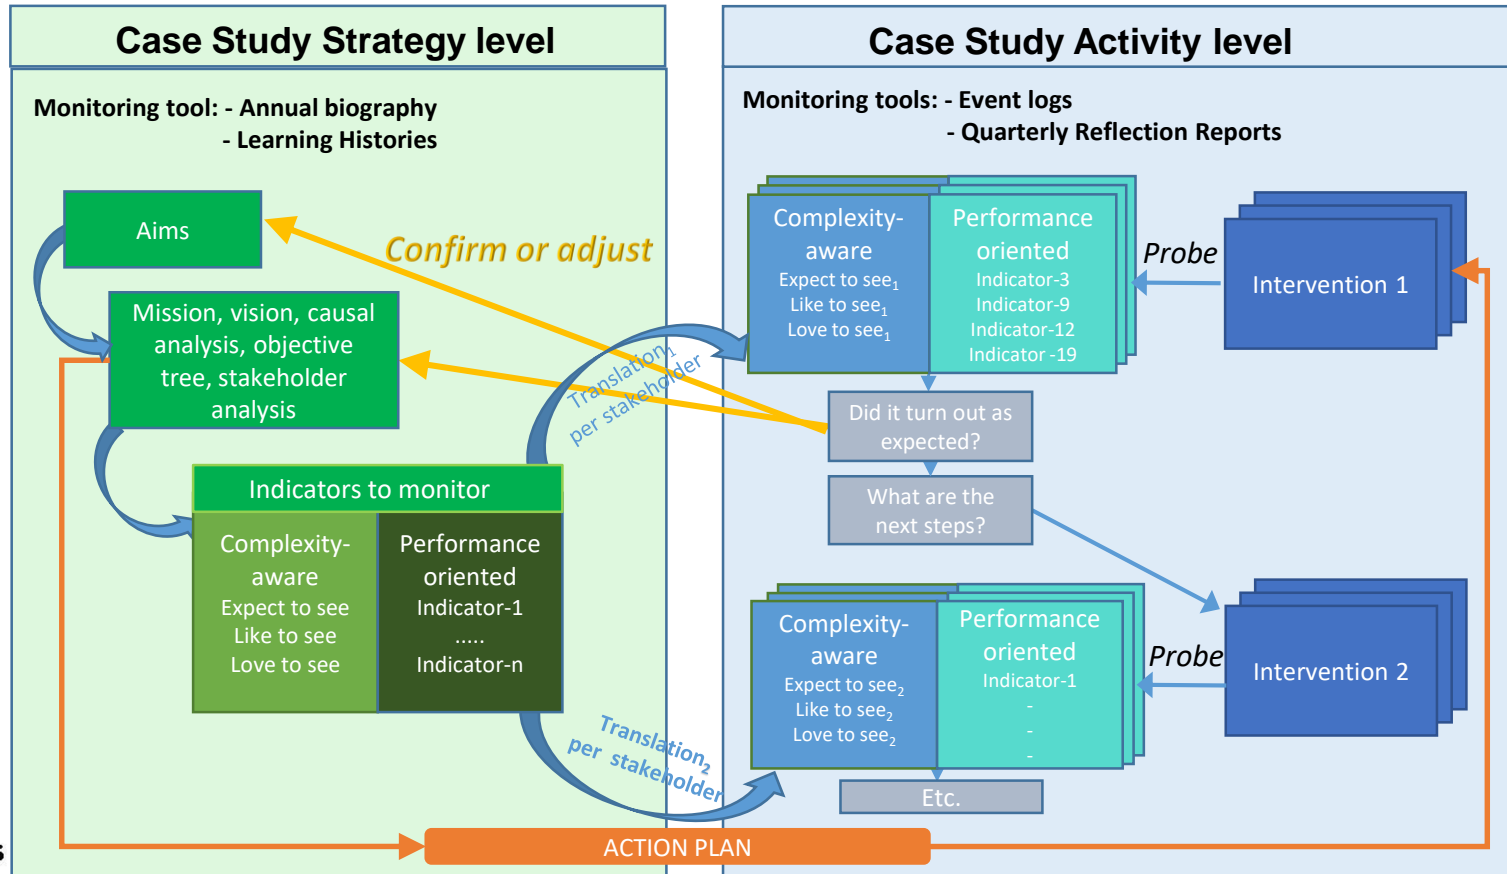 Case Study Strategy level
Monitoring tool: - Annual biography
- Learning Histories
Aims
Confirm or adjust
Mission, vision, causal
analysis, objective
tree, stakeholder
analysis
Indicators to monitor
Complexity-
aware
Expect to see
Like to see
Love to see
Performance
oriented
Indicator-1
.....
Indicator-n
Translation₁
per stakeholder
Translation₂
per stakeholder
Case Study Activity level
Monitoring tools: - Event logs
- Quarterly Reflection Reports
Complexity-
aware
Expect to see₁
Like to see₁
Love to see₁
Performance
oriented
Indicator-3
Indicator-9
Indicator-12
Indicator -19
Probe
Intervention 1
Did it turn out as
expected?
What are the
next steps?
Complexity-
aware
Expect to see₂
Like to see₂
Love to see₂
Performance
oriented
Indicator-1
-
-
-
Probe
Intervention 2
Etc.
ACTION PLAN